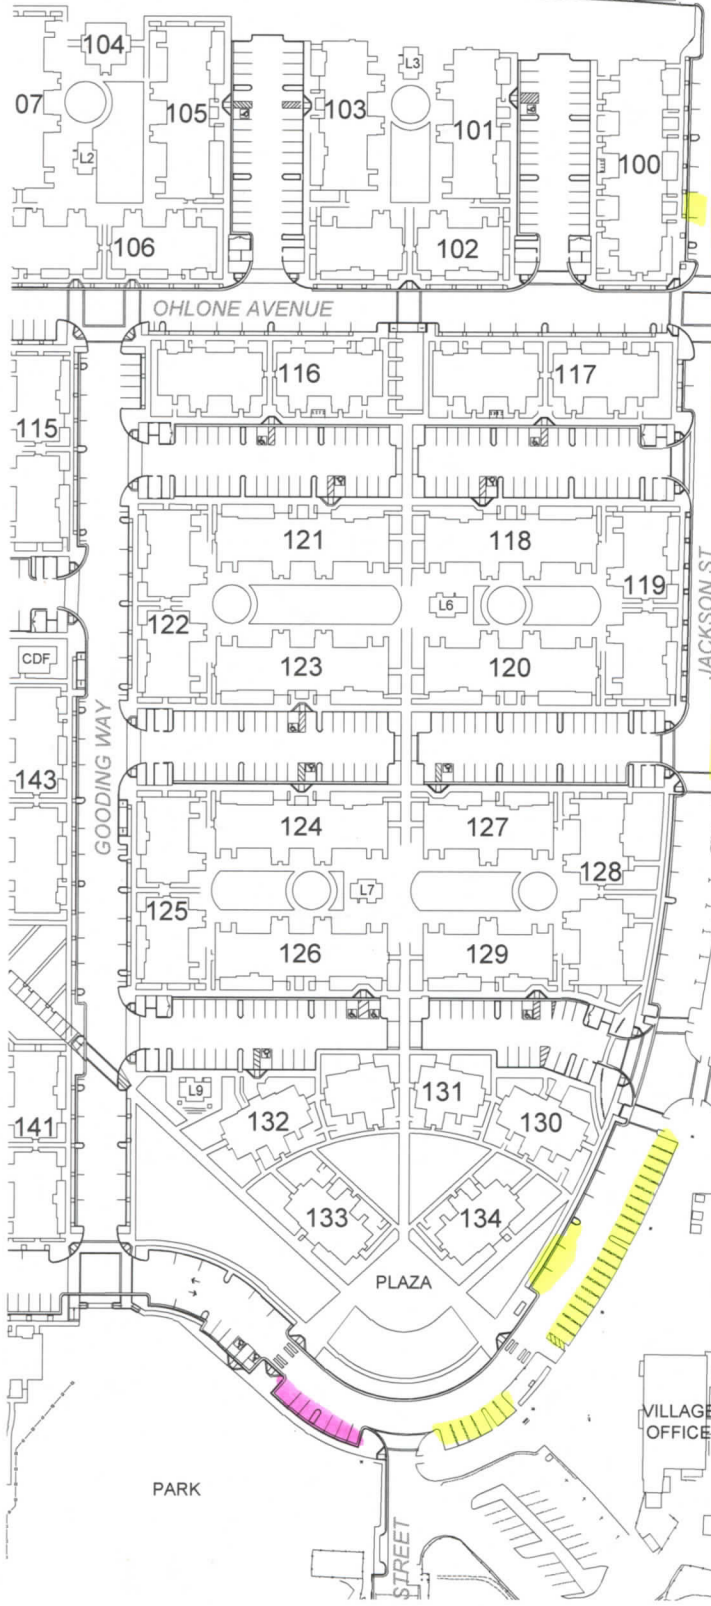 104
L3
07
105
103
101
100
L2
106
102
OHLONE AVENUE
116
117
115
121
118
JACKSON ST
119
L6
122
CDF
123
120
GOODING WAY
143
124
127
128
L7
125
126
129
L9
131
141
132
130
133
134
PLAZA
VILLAGE
OFFICE
PARK
STREET